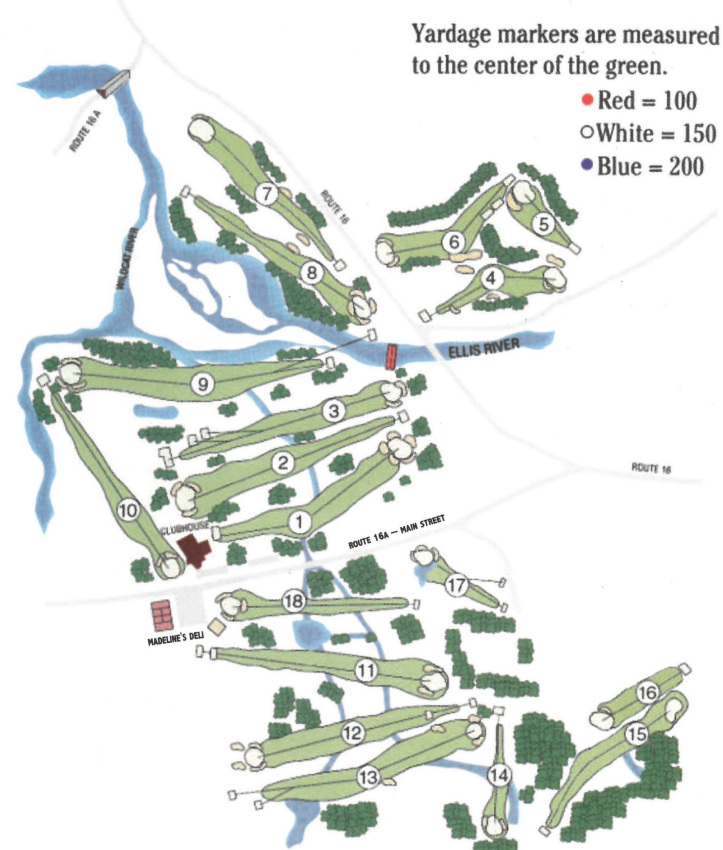 Yardage markers are measured
to the center of the green.
Red = 100
White = 150
Blue = 200
ROUTE 16 A
WILDCAT RIVER
ROUTE 16
7
8
6
5
4
ELLIS RIVER
9
3
2
1
10
CLUBHOUSE
ROUTE 16
ROUTE 16A — MAIN STREET
MADELINE'S DELI
18
17
11
12
13
14
16
15